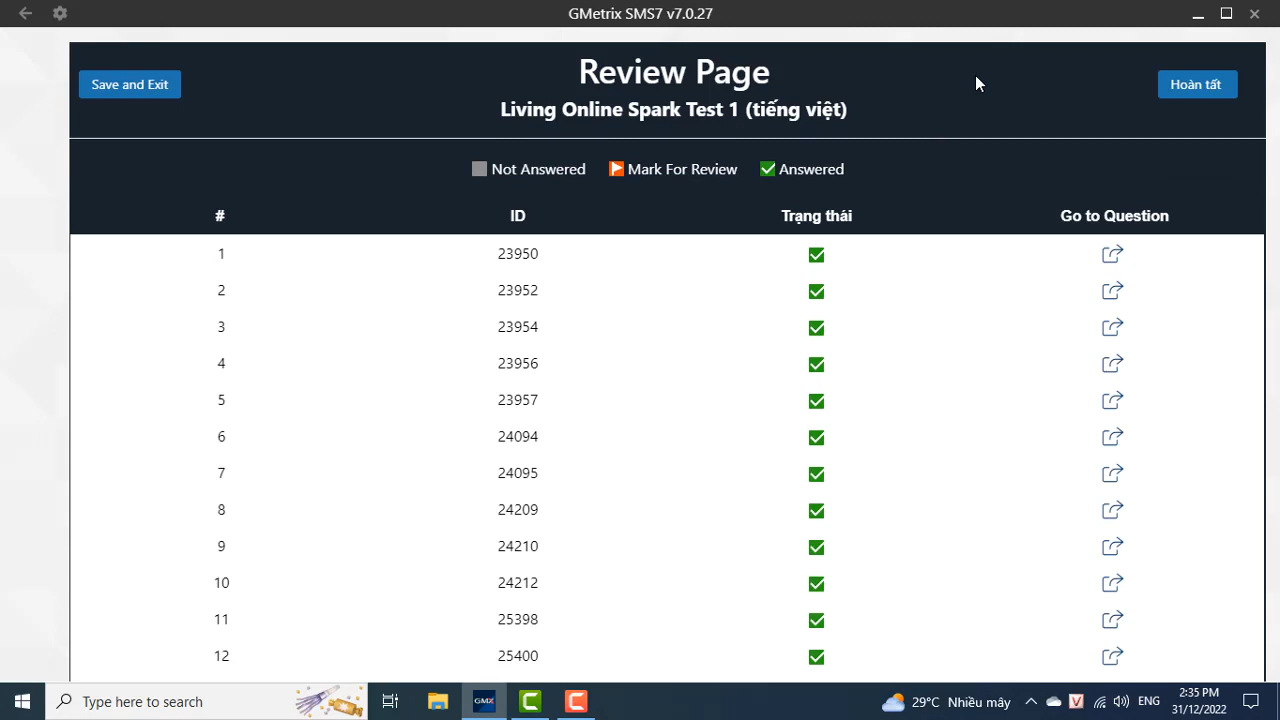 GMetrix SMS7 v7.0.27
Save and Exit
Review Page
Hoàn tất
Living Online Spark Test 1 (tiếng việt)
Not Answered Mark For Review Answered
# ID Trạng thái Go to Question
1 23950
2 23952
3 23954
4 23956
5 23957
6 24094
7 24095
8 24209
9 24210
10 24212
11 25398
12 25400
Type here to search
GMX
C
C
29°C Nhiều mây
V
ENG
2:35 PM
31/12/2022